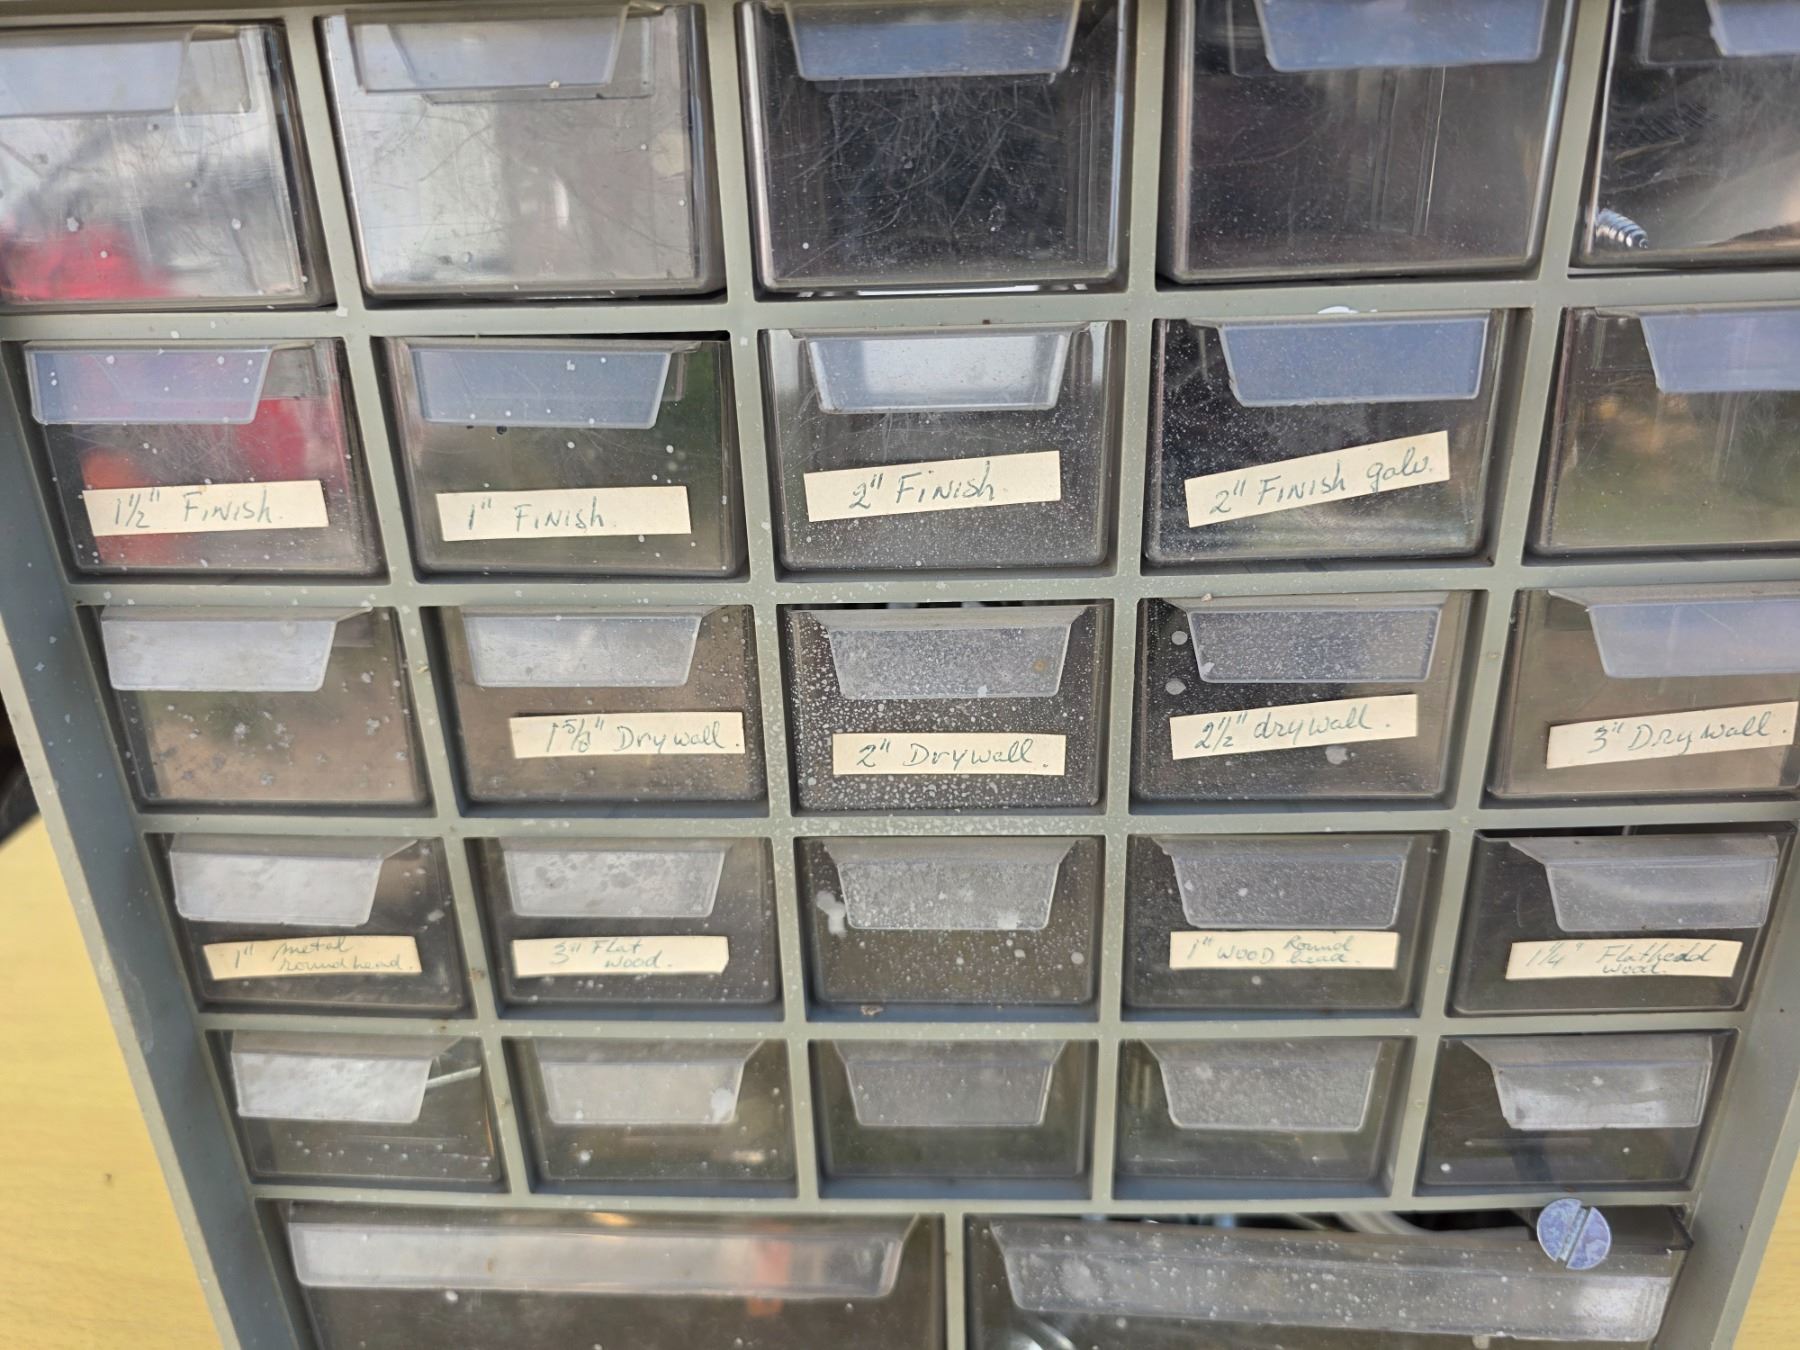 1½" Finish.
1" Finish.
2" Finish.
2" Finish galv.
1⅝" Drywall.
2" Drywall.
2½" drywall.
3" Drywall.
1" metal
roundhead.
3" Flat
wood.
1" WOOD Round
head.
1¼" Flathedd
wood.